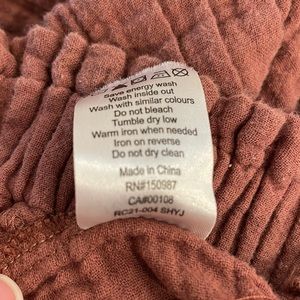 Save energy wash
Wash inside out
Wash with similar colours
Do not bleach
Tumble dry low
Warm iron when needed
Iron on reverse
Do not dry clean
Made in China
RN#150987
CA#00108
RC21-004 SHYJ